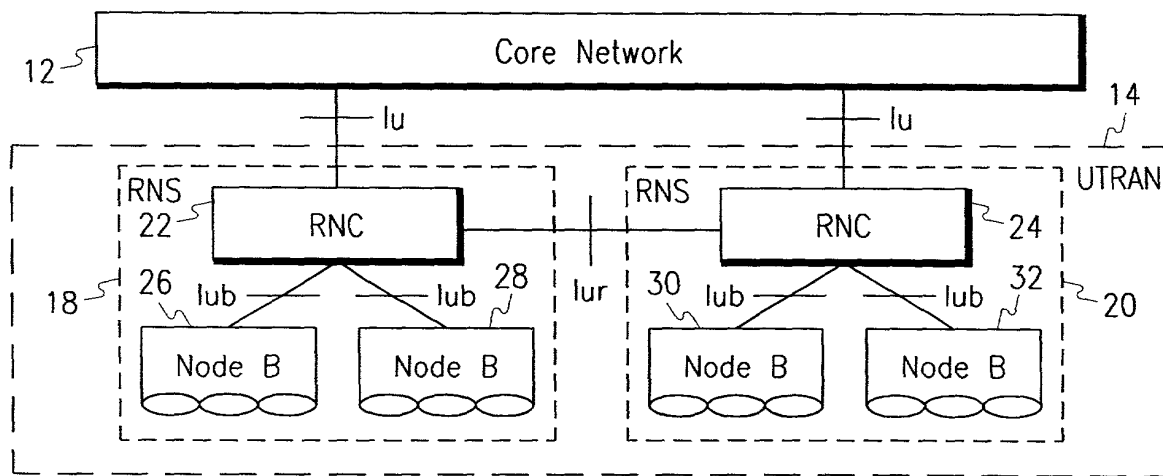 Core Network
12
Iu
Iu
14
RNS
22
RNC
RNS
RNC
24
UTRAN
Iur
18
26
Iub
Iub
28
30
Iub
Iub
32
20
Node B
Node B
Node B
Node B